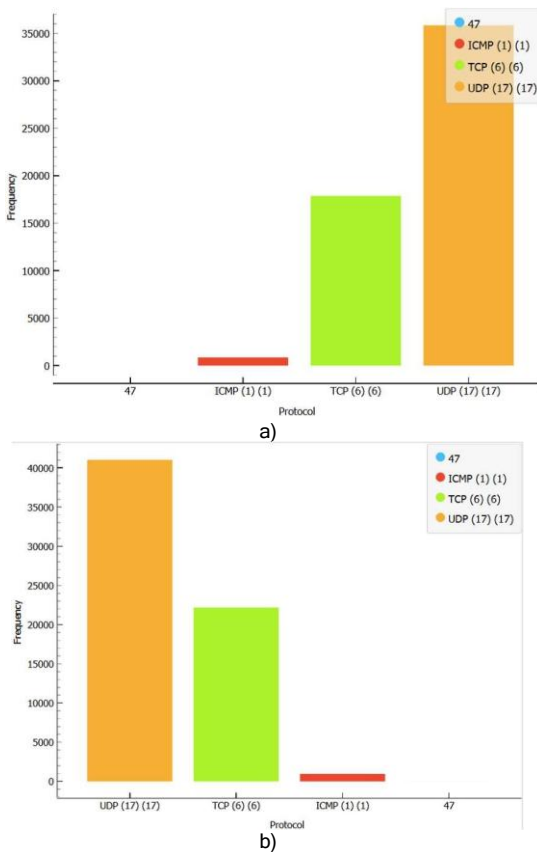 35000
30000
25000
20000
15000
10000
5000
0
Frequency
47
ICMP (1) (1)
TCP (6) (6)
UDP (17) (17)
47
ICMP (1) (1)
TCP (6) (6)
UDP (17) (17)
Protocol
a)
40000
35000
30000
25000
20000
15000
10000
5000
0
Frequency
47
ICMP (1) (1)
TCP (6) (6)
UDP (17) (17)
UDP (17) (17)
TCP (6) (6)
ICMP (1) (1)
47
Protocol
b)